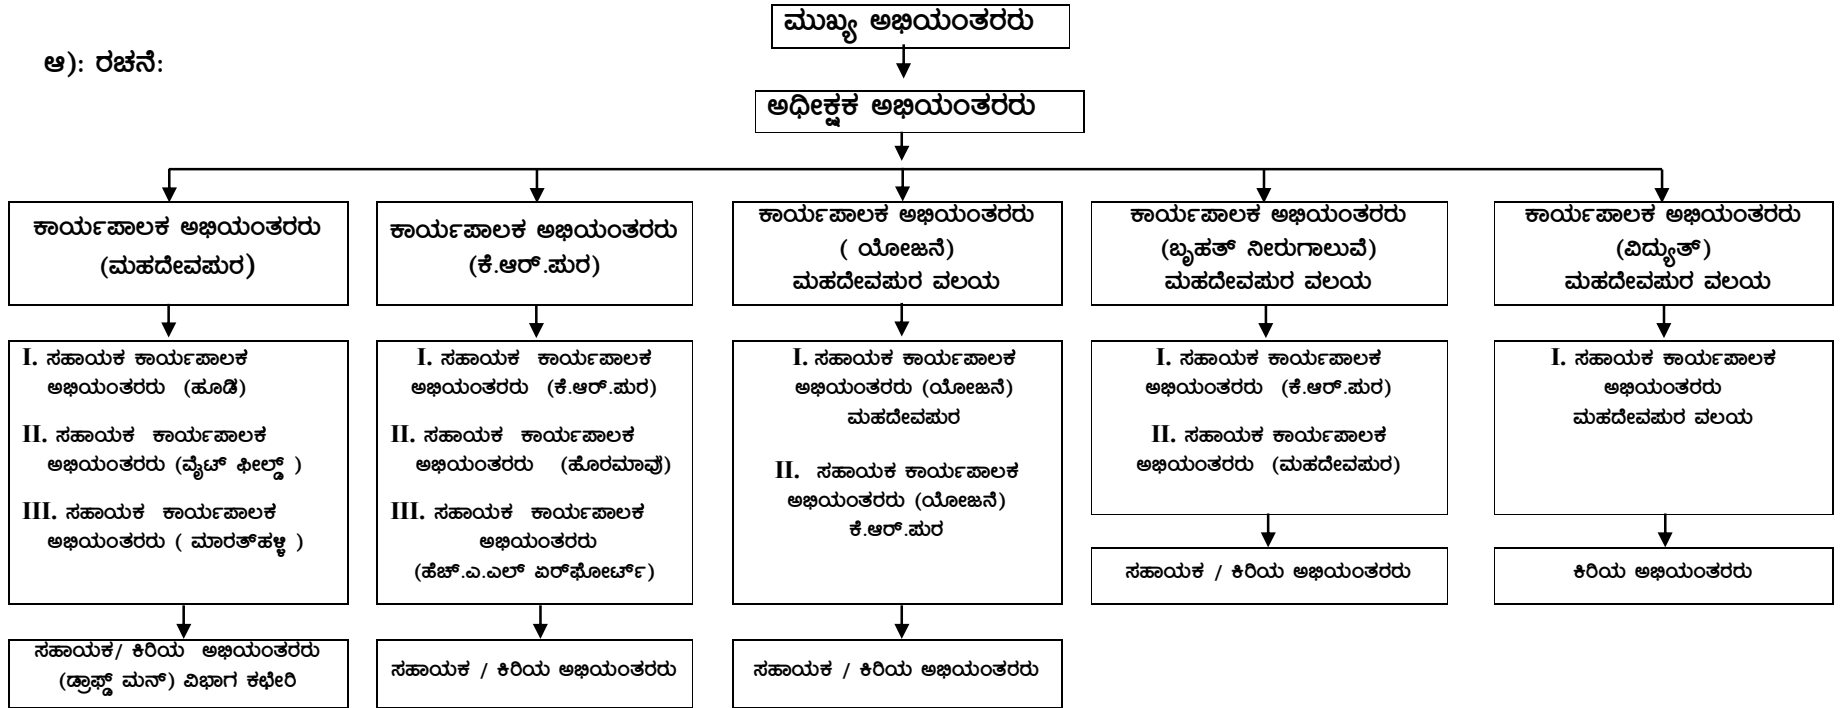 ಮುಖ್ಯ ಅಭಿಯಂತರರು
ಆ): ರಚನೆ:
ಅಧೀಕ್ಷಕ ಅಭಿಯಂತರರು
ಕಾರ್ಯಪಾಲಕ ಅಭಿಯಂತರರು
(ಮಹದೇವಪುರ)
ಕಾರ್ಯಪಾಲಕ ಅಭಿಯಂತರರು
(ಕೆ.ಆರ್.ಪುರ)
ಕಾರ್ಯಪಾಲಕ ಅಭಿಯಂತರರು
( ಯೋಜನೆ)
ಮಹದೇವಪುರ ವಲಯ
ಕಾರ್ಯಪಾಲಕ ಅಭಿಯಂತರರು
(ಬೃಹತ್ ನೀರುಗಾಲುವೆ)
ಮಹದೇವಪುರ ವಲಯ
ಕಾರ್ಯಪಾಲಕ ಅಭಿಯಂತರರು
(ವಿದ್ಯುತ್)
ಮಹದೇವಪುರ ವಲಯ
I. ಸಹಾಯಕ ಕಾರ್ಯಪಾಲಕ
ಅಭಿಯಂತರರು (ಹೂಡಿ)
II. ಸಹಾಯಕ ಕಾರ್ಯಪಾಲಕ
ಅಭಿಯಂತರರು (ವೈಟ್ ಫೀಲ್ಡ್ )
III. ಸಹಾಯಕ ಕಾರ್ಯಪಾಲಕ
ಅಭಿಯಂತರರು ( ಮಾರತ್‌ಹಳ್ಳಿ )
I. ಸಹಾಯಕ ಕಾರ್ಯಪಾಲಕ
ಅಭಿಯಂತರರು (ಕೆ.ಆರ್.ಪುರ)
II. ಸಹಾಯಕ ಕಾರ್ಯಪಾಲಕ
ಅಭಿಯಂತರರು (ಹೊರಮಾವು)
III. ಸಹಾಯಕ ಕಾರ್ಯಪಾಲಕ
ಅಭಿಯಂತರರು
(ಹೆಚ್.ಎ.ಎಲ್ ಏರ್‌ಫೋರ್ಟ್)
I. ಸಹಾಯಕ ಕಾರ್ಯಪಾಲಕ
ಅಭಿಯಂತರರು (ಯೋಜನೆ)
ಮಹದೇವಪುರ
II. ಸಹಾಯಕ ಕಾರ್ಯಪಾಲಕ
ಅಭಿಯಂತರರು (ಯೋಜನೆ)
ಕೆ.ಆರ್.ಪುರ
I. ಸಹಾಯಕ ಕಾರ್ಯಪಾಲಕ
ಅಭಿಯಂತರರು (ಕೆ.ಆರ್.ಪುರ)
II. ಸಹಾಯಕ ಕಾರ್ಯಪಾಲಕ
ಅಭಿಯಂತರರು (ಮಹದೇವಪುರ)
I. ಸಹಾಯಕ ಕಾರ್ಯಪಾಲಕ
ಅಭಿಯಂತರರು
ಮಹದೇವಪುರ ವಲಯ
ಸಹಾಯಕ/ ಕಿರಿಯ ಅಭಿಯಂತರರು
(ಡ್ರಾಫ್ಟ್ಡ್ ಮನ್) ವಿಭಾಗ ಕಛೇರಿ
ಸಹಾಯಕ / ಕಿರಿಯ ಅಭಿಯಂತರರು
ಸಹಾಯಕ / ಕಿರಿಯ ಅಭಿಯಂತರರು
ಸಹಾಯಕ / ಕಿರಿಯ ಅಭಿಯಂತರರು
ಕಿರಿಯ ಅಭಿಯಂತರರು